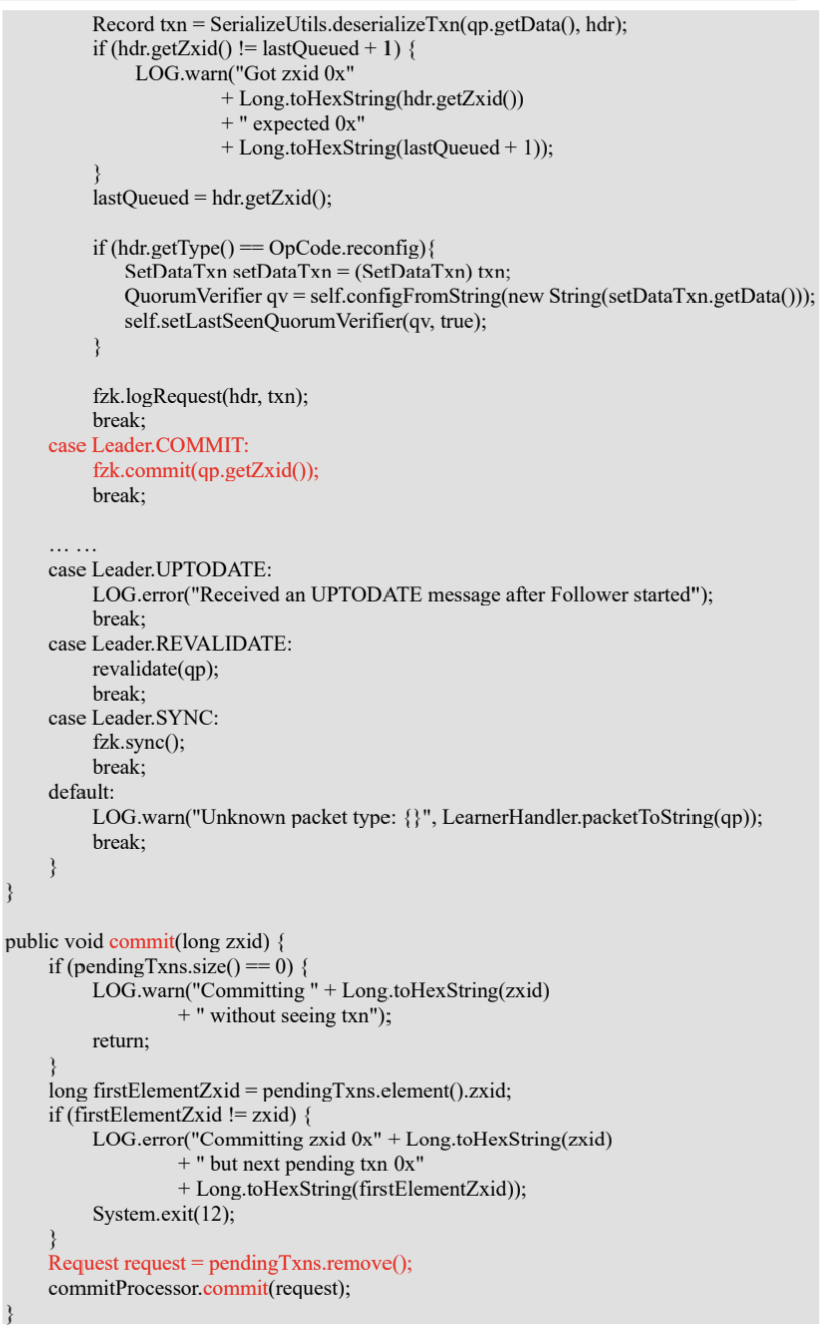 Record txn = SerializeUtils.deserializeTxn(qp.getData(), hdr);
if (hdr.getZxid() != lastQueued + 1) {
LOG.warn("Got zxid 0x"
+ Long.toHexString(hdr.getZxid())
+ " expected 0x"
+ Long.toHexString(lastQueued + 1));
}
lastQueued = hdr.getZxid();
if (hdr.getType() == OpCode.reconfig){
SetDataTxn setDataTxn = (SetDataTxn) txn;
QuorumVerifier qv = self.configFromString(new String(setDataTxn.getData()));
self.setLastSeenQuorumVerifier(qv, true);
}
fzk.logRequest(hdr, txn);
break;
case Leader.COMMIT:
fzk.commit(qp.getZxid());
break;
… …
case Leader.UPTODATE:
LOG.error("Received an UPTODATE message after Follower started");
break;
case Leader.REVALIDATE:
revalidate(qp);
break;
case Leader.SYNC:
fzk.sync();
break;
default:
LOG.warn("Unknown packet type: {}", LearnerHandler.packetToString(qp));
break;
}
}
public void commit(long zxid) {
if (pendingTxns.size() == 0) {
LOG.warn("Committing " + Long.toHexString(zxid)
+ " without seeing txn");
return;
}
long firstElementZxid = pendingTxns.element().zxid;
if (firstElementZxid != zxid) {
LOG.error("Committing zxid 0x" + Long.toHexString(zxid)
+ " but next pending txn 0x"
+ Long.toHexString(firstElementZxid));
System.exit(12);
}
Request request = pendingTxns.remove();
commitProcessor.commit(request);
}